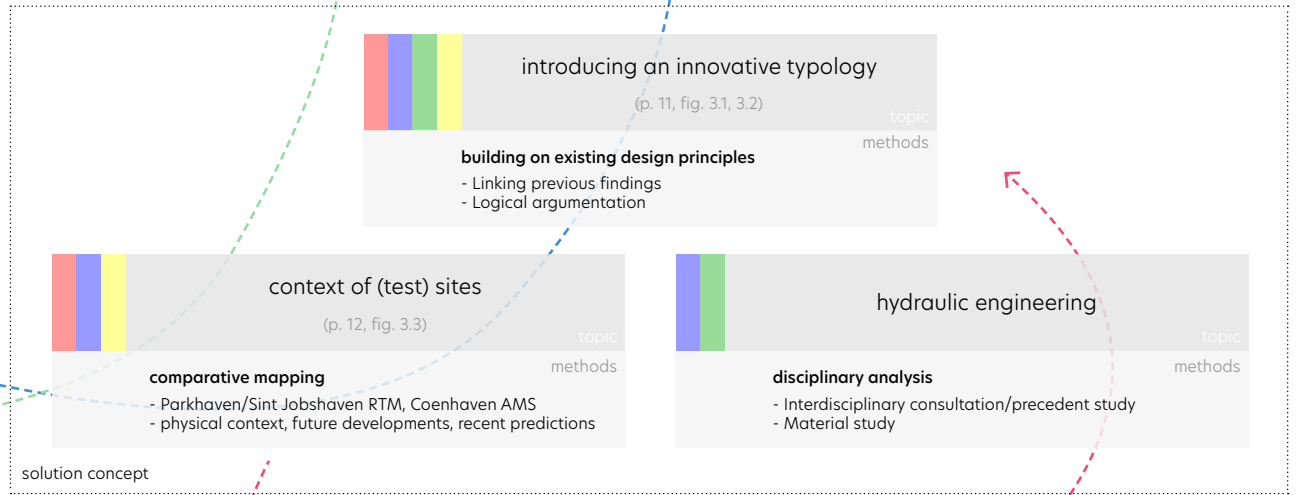 introducing an innovative typology
(p. 11, fig. 3.1, 3.2)
topic
methods
building on existing design principles
- Linking previous findings
- Logical argumentation
context of (test) sites
(p. 12, fig. 3.3)
topic
methods
comparative mapping
- Parkhaven/Sint Jobshaven RTM, Coenhaven AMS
- physical context, future developments, recent predictions
hydraulic engineering
topic
methods
disciplinary analysis
- Interdisciplinary consultation/precedent study
- Material study
solution concept